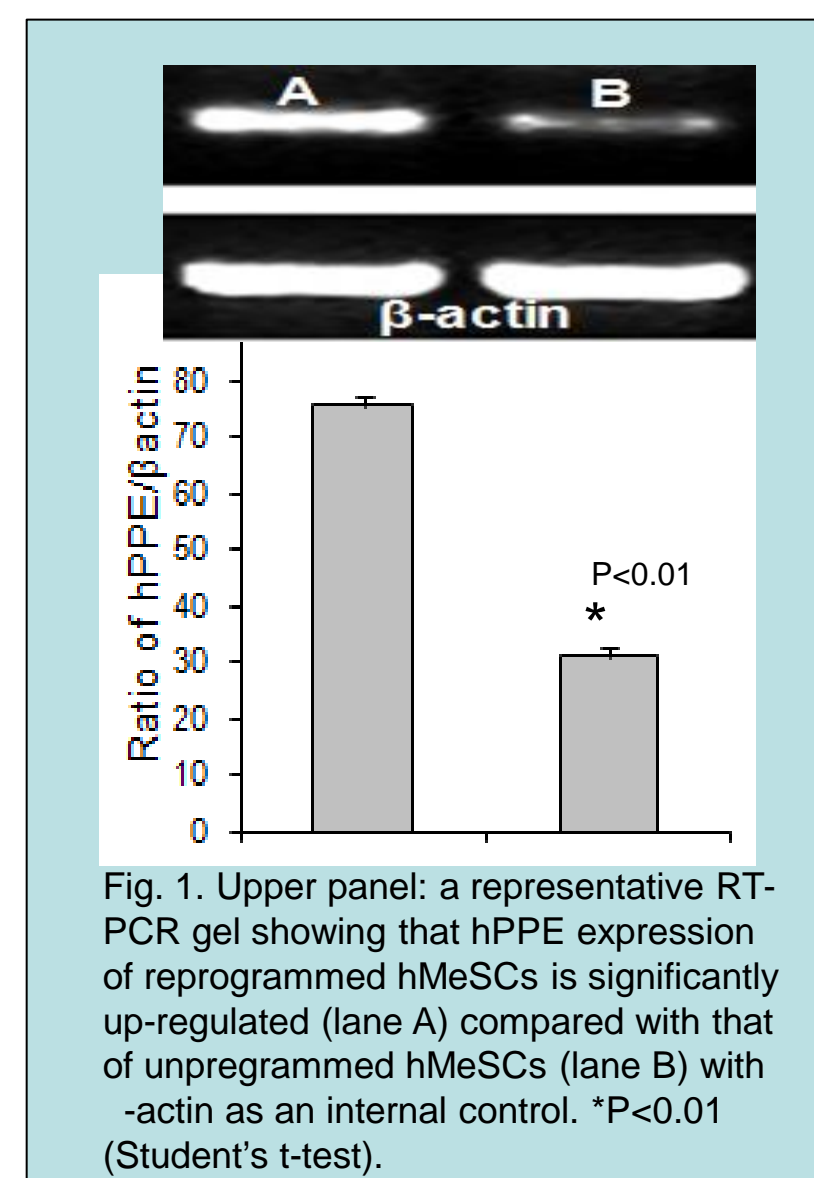 A B
β-actin
Ratio of hPPE/βactin
80
70
60
50
40
30
20
10
0
P<0.01
*
Fig. 1. Upper panel: a representative RT-
PCR gel showing that hPPE expression
of reprogrammed hMeSCs is significantly
up-regulated (lane A) compared with that
of unpregrammed hMeSCs (lane B) with
-actin as an internal control. *P<0.01
(Student’s t-test).